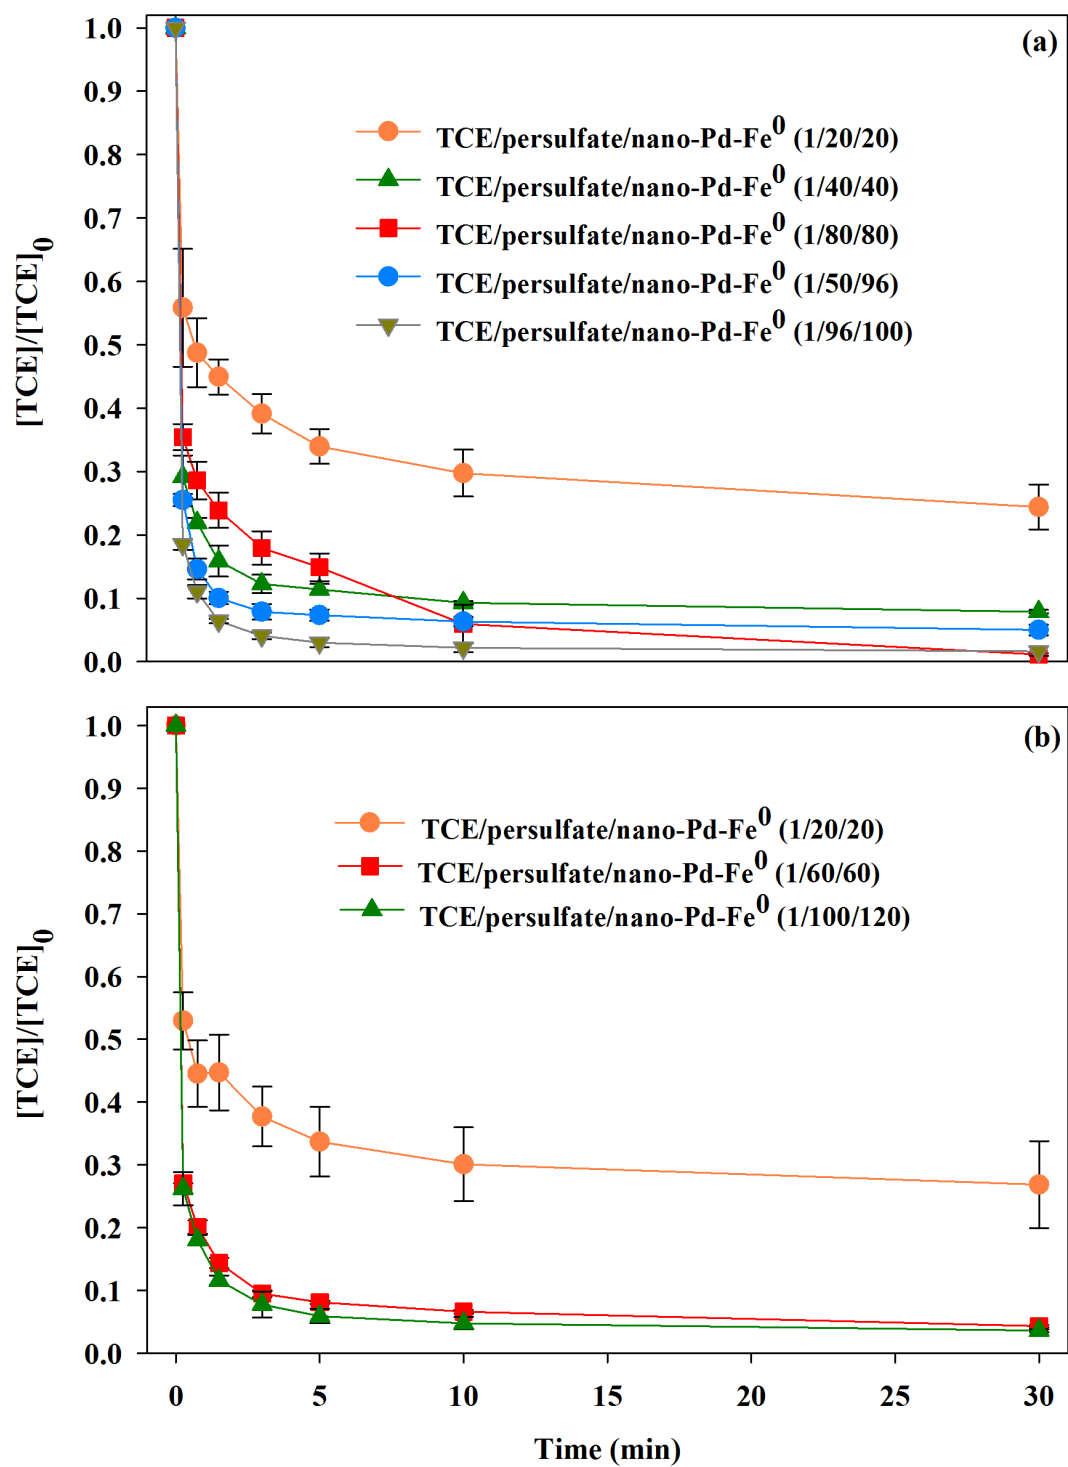 (a)
1.0
0.9
0.8
0.7
0.6
0.5
0.4
0.3
0.2
0.1
0.0
[TCE]/[TCE]0
TCE/persulfate/nano-Pd-Fe0 (1/20/20)
TCE/persulfate/nano-Pd-Fe0 (1/40/40)
TCE/persulfate/nano-Pd-Fe0 (1/80/80)
TCE/persulfate/nano-Pd-Fe0 (1/50/96)
TCE/persulfate/nano-Pd-Fe0 (1/96/100)
(b)
1.0
0.9
0.8
0.7
0.6
0.5
0.4
0.3
0.2
0.1
0.0
[TCE]/[TCE]0
TCE/persulfate/nano-Pd-Fe0 (1/20/20)
TCE/persulfate/nano-Pd-Fe0 (1/60/60)
TCE/persulfate/nano-Pd-Fe0 (1/100/120)
0 5 10 15 20 25 30
Time (min)